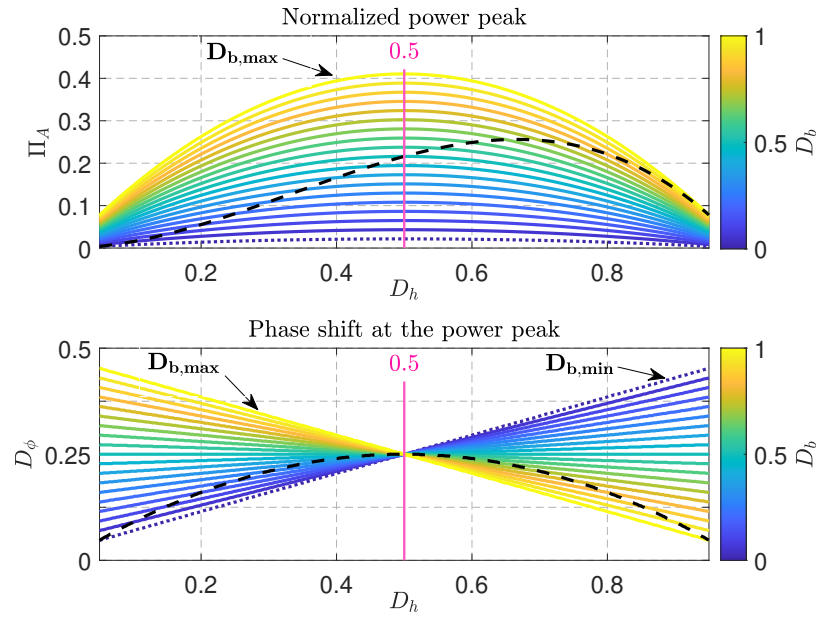 Normalized power peak
0.5
0.4
0.3
0.2
0.1
0
Π_A
D_b,max
0.5
0.2
0.4
0.6
0.8
D_h
1
0.5
0
D_b
Phase shift at the power peak
0.5
0.25
0
D_ϕ
D_b,max
0.5
D_b,min
0.2
0.4
0.6
0.8
D_h
1
0.5
0
D_b